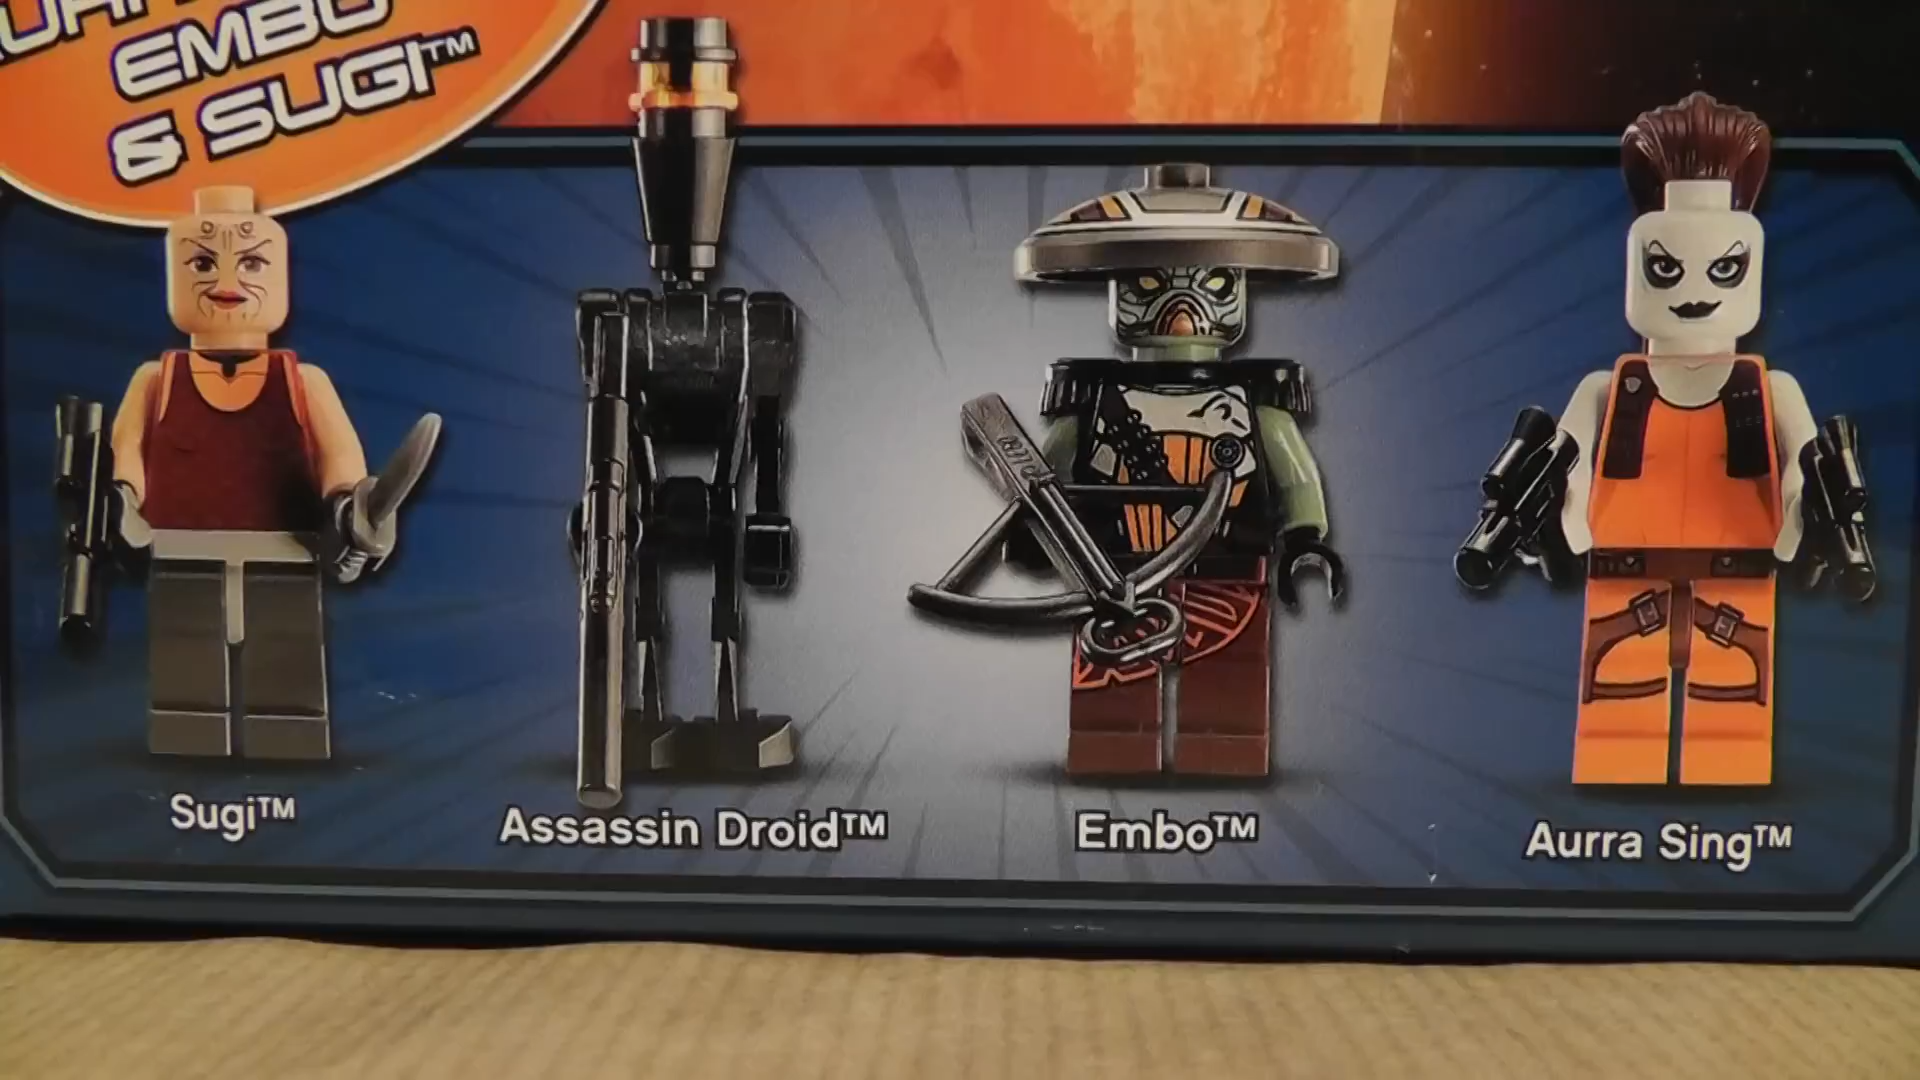 EMBO
& SUGI™
Sugi™
Assassin Droid™
Embo™
Aurra Sing™